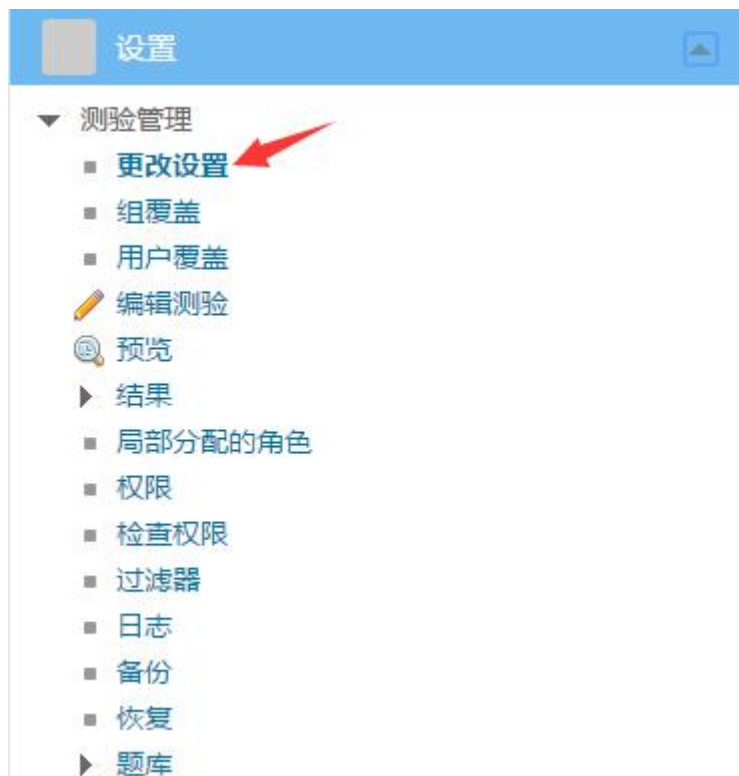 设置
测验管理
更改设置
组覆盖
用户覆盖
编辑测验
预览
结果
局部分配的角色
权限
检查权限
过滤器
日志
备份
恢复
题库